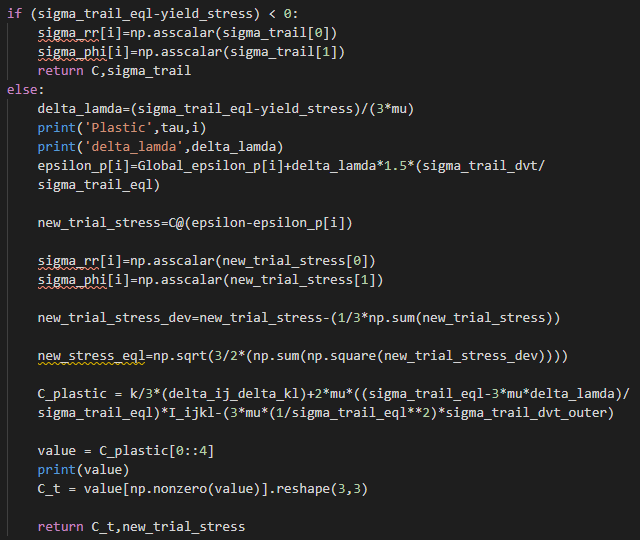 if (sigma_trail_eql-yield_stress) < 0:
sigma_rr[i]=np.asscalar(sigma_trail[0])
sigma_phi[i]=np.asscalar(sigma_trail[1])
return C,sigma_trail
else:
delta_lamda=(sigma_trail_eql-yield_stress)/(3*mu)
print('Plastic',tau,i)
print('delta_lamda',delta_lamda)
epsilon_p[i]=Global_epsilon_p[i]+delta_lamda*1.5*(sigma_trail_dvt/
sigma_trail_eql)
new_trial_stress=C@(epsilon-epsilon_p[i])
sigma_rr[i]=np.asscalar(new_trial_stress[0])
sigma_phi[i]=np.asscalar(new_trial_stress[1])
new_trial_stress_dev=new_trial_stress-(1/3*np.sum(new_trial_stress))
new_stress_eql=np.sqrt(3/2*(np.sum(np.square(new_trial_stress_dev))))
C_plastic = k/3*(delta_ij_delta_kl)+2*mu*((sigma_trail_eql-3*mu*delta_lamda)/
sigma_trail_eql)*I_ijkl-(3*mu*(1/sigma_trail_eql**2)*sigma_trail_dvt_outer)
value = C_plastic[0::4]
print(value)
C_t = value[np.nonzero(value)].reshape(3,3)
return C_t,new_trial_stress